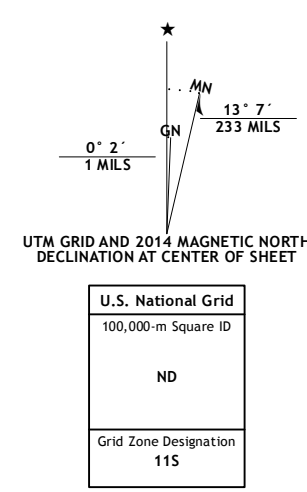 ★
MN
GN
13° 7´
233 MILS
0° 2´
1 MILS
UTM GRID AND 2014 MAGNETIC NORTH
DECLINATION AT CENTER OF SHEET
U.S. National Grid
100,000-m Square ID
ND
Grid Zone Designation
11S